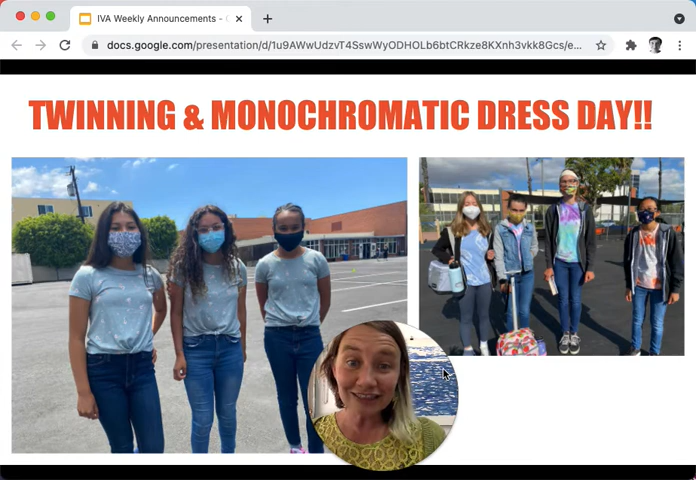 IVA Weekly Announcements -
docs.google.com/presentation/d/1u9AWwUdzvT4SswWyODHOLb6btCRkze8KXnh3vkk8Gcs/e...
TWINNING & MONOCHROMATIC DRESS DAY!!